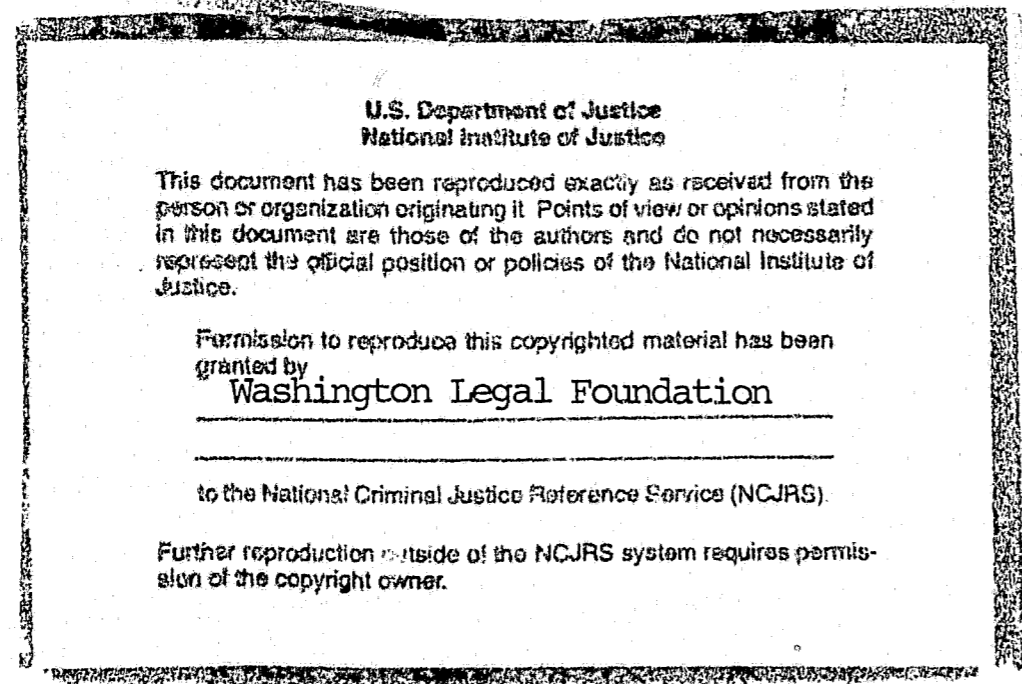 U.S. Department of Justice
National Institute of Justice
This document has been reproduced exactly as received from the
person or organization originating it. Points of view or opinions stated
in this document are those of the authors and do not necessarily
represent the official position or policies of the National Institute of
Justice.
Permission to reproduce this copyrighted material has been
granted by
Washington Legal Foundation
to the National Criminal Justice Reference Service (NCJRS).
Further reproduction outside of the NCJRS system requires permis-
sion of the copyright owner.